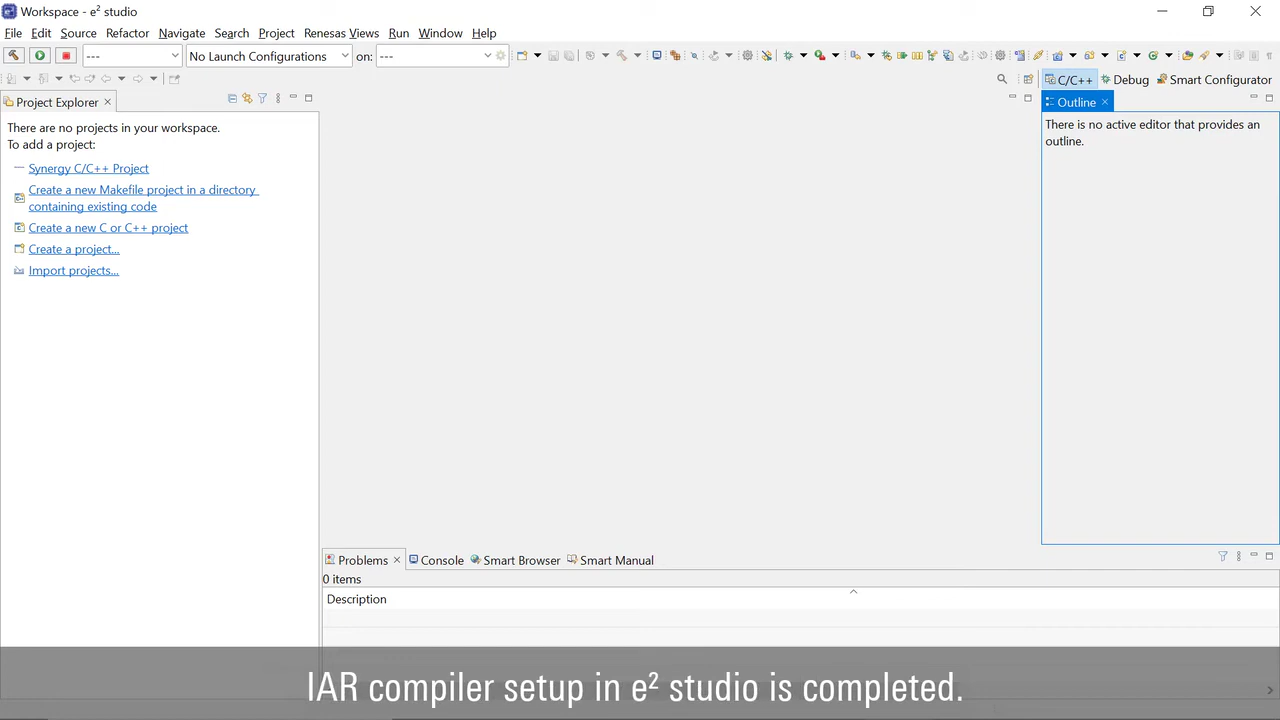 Workspace - e² studio
File Edit Source Refactor Navigate Search Project Renesas Views Run Window Help
--- No Launch Configurations on: ---
C/C++ Debug Smart Configurator
Project Explorer
Outline
There are no projects in your workspace.
To add a project:
Synergy C/C++ Project
Create a new Makefile project in a directory
containing existing code
Create a new C or C++ project
Create a project...
Import projects...
There is no active editor that provides an
outline.
Problems Console Smart Browser Smart Manual
0 items
Description
IAR compiler setup in e² studio is completed.